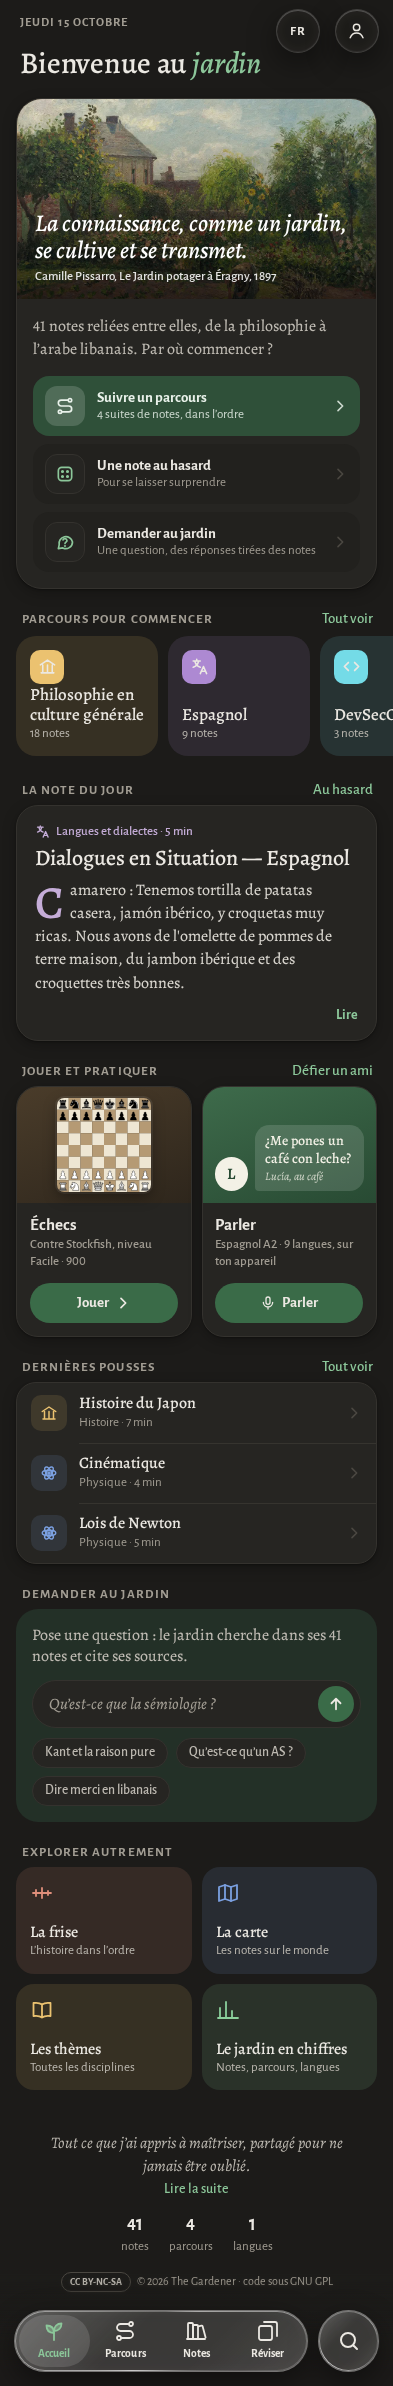 JEUDI 15 OCTOBRE
FR
Bienvenue au jardin
La connaissance, comme un jardin,
se cultive et se transmet.
Camille Pissarro, Le Jardin potager à Éragny, 1897
41 notes reliées entre elles, de la philosophie à
l'arabe libanais. Par où commencer ?
Suivre un parcours
4 suites de notes, dans l'ordre
Une note au hasard
Pour se laisser surprendre
Demander au jardin
Une question, des réponses tirées des notes
PARCOURS POUR COMMENCER
Tout voir
Philosophie en
culture générale
18 notes
Espagnol
9 notes
DevSecO
3 notes
LA NOTE DU JOUR
Au hasard
Langues et dialectes · 5 min
Dialogues en Situation — Espagnol
Camarero : Tenemos tortilla de patatas
casera, jamón ibérico, y croquetas muy
ricas. Nous avons de l'omelette de pommes de
terre maison, du jambon ibérique et des
croquettes très bonnes.
Lire
JOUER ET PRATIQUER
Défier un ami
Échecs
Contre Stockfish, niveau
Facile · 900
Jouer
L
¿Me pones un
café con leche?
Lucía, au café
Parler
Espagnol A2 · 9 langues, sur
ton appareil
Parler
DERNIÈRES POUSSES
Tout voir
Histoire du Japon
Histoire · 7 min
Cinématique
Physique · 4 min
Lois de Newton
Physique · 5 min
DEMANDER AU JARDIN
Pose une question : le jardin cherche dans ses 41
notes et cite ses sources.
Qu'est-ce que la sémiologie ?
Kant et la raison pure
Qu'est-ce qu'un AS ?
Dire merci en libanais
EXPLORER AUTREMENT
La frise
L'histoire dans l'ordre
La carte
Les notes sur le monde
Les thèmes
Toutes les disciplines
Le jardin en chiffres
Notes, parcours, langues
Tout ce que j'ai appris à maîtriser, partagé pour ne
jamais être oublié.
Lire la suite
41
notes
4
parcours
1
langues
CC BY-NC-SA
© 2026 The Gardener · code sous GNU GPL
Accueil
Parcours
Notes
Réviser